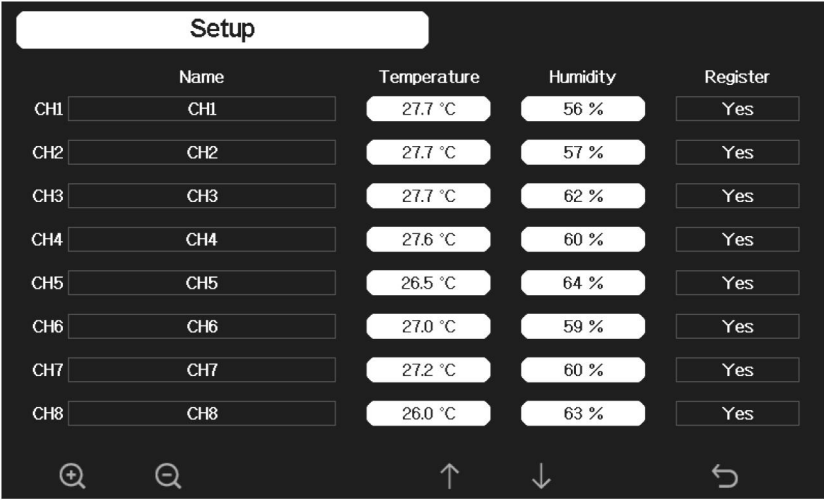 Setup
Name Temperature Humidity Register
CH1 CH1 27.7 °C 56 % Yes
CH2 CH2 27.7 °C 57 % Yes
CH3 CH3 27.7 °C 62 % Yes
CH4 CH4 27.6 °C 60 % Yes
CH5 CH5 26.5 °C 64 % Yes
CH6 CH6 27.0 °C 59 % Yes
CH7 CH7 27.2 °C 60 % Yes
CH8 CH8 26.0 °C 63 % Yes